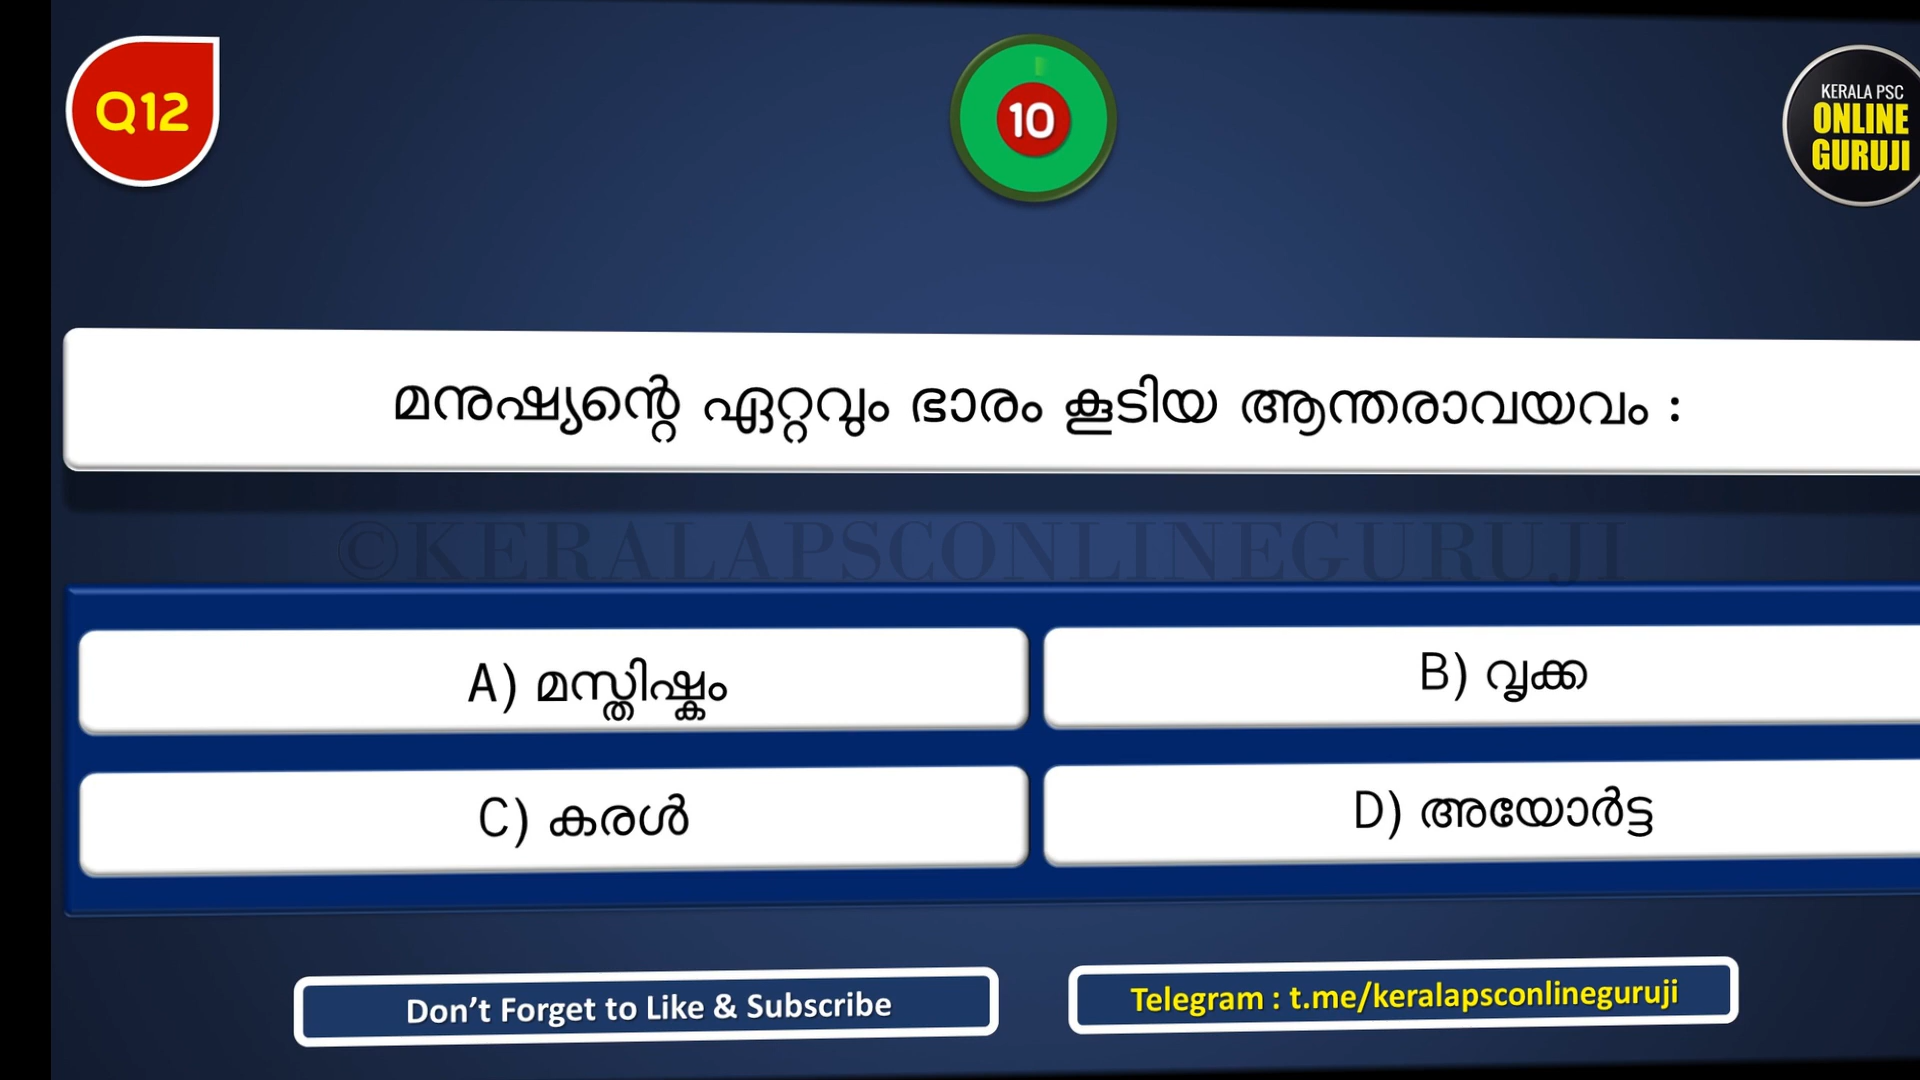 Q12
10
KERALA PSC
ONLINE
GURUJI
മനുഷ്യന്റെ ഏറ്റവും ഭാരം കൂടിയ ആന്തരാവയവം :
©KERALAPSCONLINEGURUJI
A) മസ്തിഷ്കം
B) വൃക്ക
C) കരൾ
D) അയോർട്ട
Don't Forget to Like & Subscribe
Telegram : t.me/keralapsconlineguruji